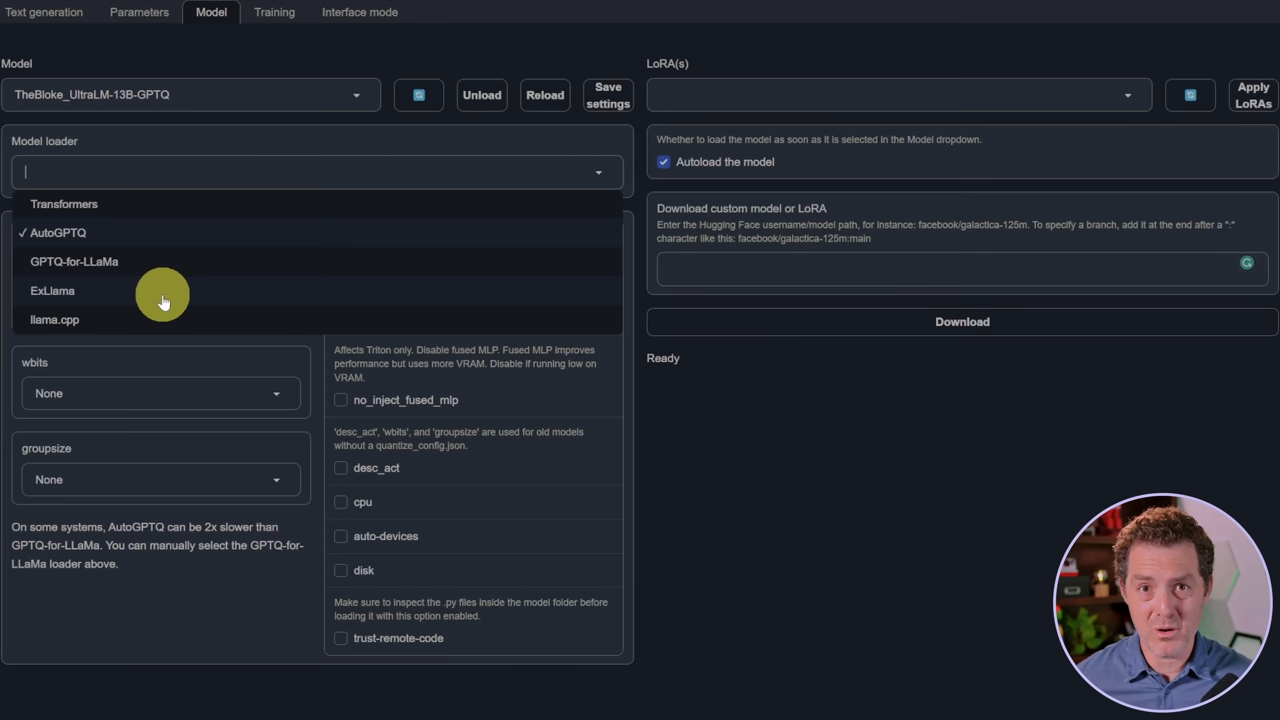 Text generation
Parameters
Model
Training
Interface mode
Model
TheBloke_UltraLM-13B-GPTQ
Unload
Reload
Save
settings
Model loader
Transformers
✓ AutoGPTQ
GPTQ-for-LLaMa
ExLlama
llama.cpp
wbits
None
groupsize
None
On some systems, AutoGPTQ can be 2x slower than
GPTQ-for-LLaMa. You can manually select the GPTQ-for-
LLaMa loader above.
Affects Triton only. Disable fused MLP. Fused MLP improves
performance but uses more VRAM. Disable if running low on
VRAM.
no_inject_fused_mlp
'desc_act', 'wbits', and 'groupsize' are used for old models
without a quantize_config.json.
desc_act
cpu
auto-devices
disk
Make sure to inspect the .py files inside the model folder before
loading it with this option enabled.
trust-remote-code
LoRA(s)
Apply
LoRAs
Whether to load the model as soon as it is selected in the Model dropdown.
Autoload the model
Download custom model or LoRA
Enter the Hugging Face username/model path, for instance: facebook/galactica-125m. To specify a branch, add it at the end after a ":"
character like this: facebook/galactica-125m:main
Download
Ready